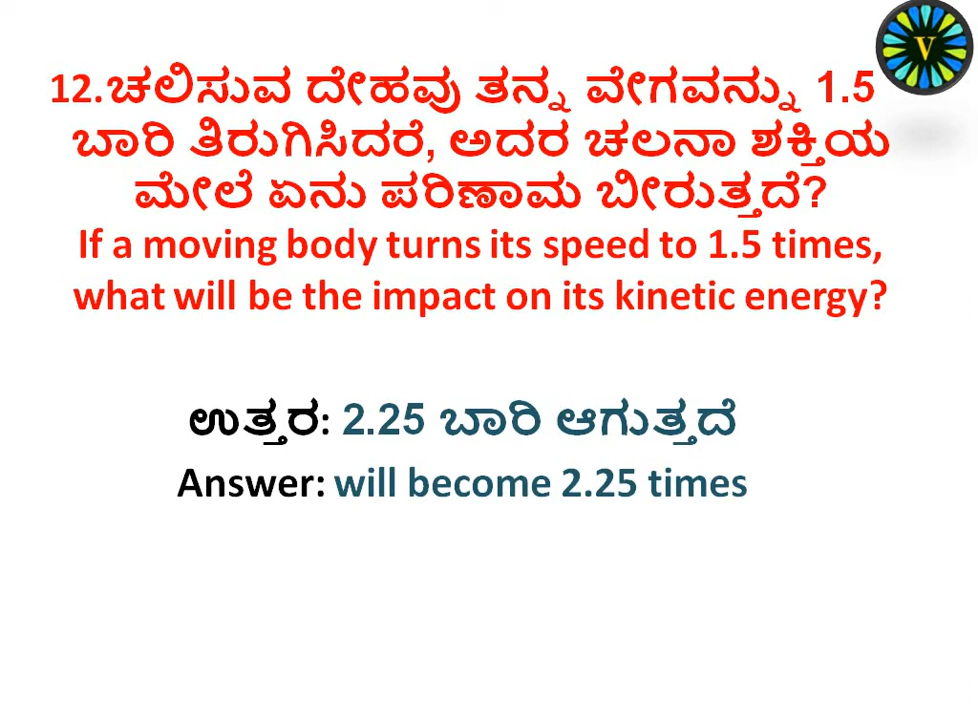 V
12.ಚಲಿಸುವ ದೇಹವು ತನ್ನ ವೇಗವನ್ನು 1.5
ಬಾರಿ ತಿರುಗಿಸಿದರೆ, ಅದರ ಚಲನಾ ಶಕ್ತಿಯ
ಮೇಲೆ ಏನು ಪರಿಣಾಮ ಬೀರುತ್ತದೆ?
If a moving body turns its speed to 1.5 times,
what will be the impact on its kinetic energy?
ಉತ್ತರ: 2.25 ಬಾರಿ ಆಗುತ್ತದೆ
Answer: will become 2.25 times